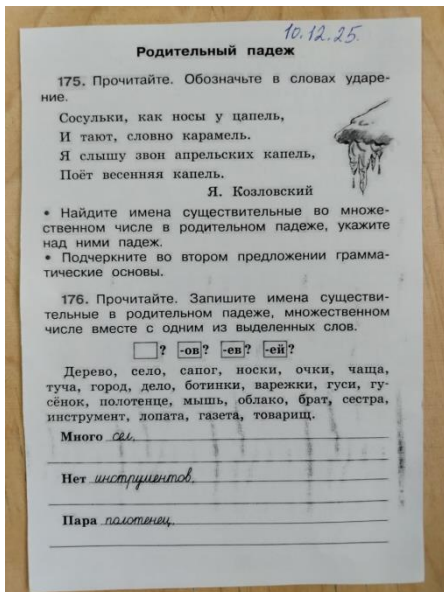 10.12.25.
Родительный падеж
175. Прочитайте. Обозначьте в словах ударе-
ние.
Сосульки, как носы у цапель,
И тают, словно карамель.
Я слышу звон апрельских капель,
Поёт весенняя капель.
Я. Козловский
• Найдите имена существительные во множе-
ственном числе в родительном падеже, укажите
над ними падеж.
• Подчеркните во втором предложении грамма-
тические основы.
176. Прочитайте. Запишите имена существи-
тельные в родительном падеже, множественном
числе вместе с одним из выделенных слов.
? -ов? -ев? -ей?
Дерево, село, сапог, носки, очки, чаща,
туча, город, дело, ботинки, варежки, гуси, гу-
сёнок, полотенце, мышь, облако, брат, сестра,
инструмент, лопата, газета, товарищ.
Много сел,
Нет инструментов,
Пара полотенец